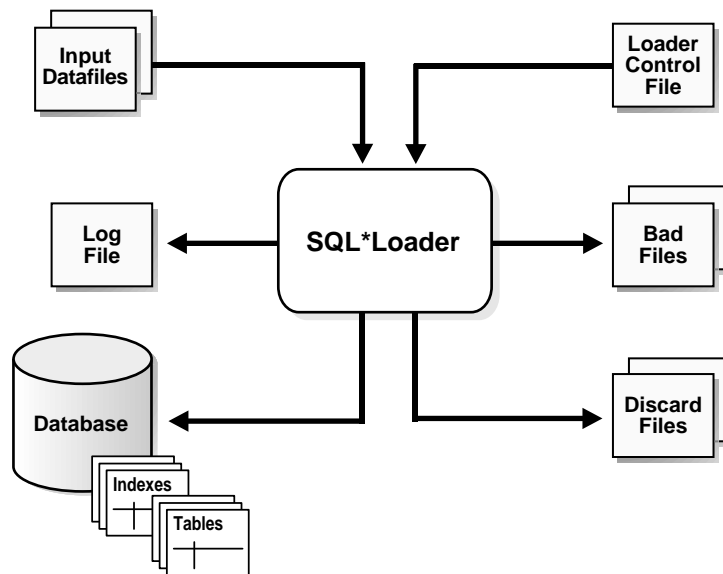 Input
Datafiles
Loader
Control
File
Log
File
SQL*Loader
Bad
Files
Database
Discard
Files
Indexes
Tables